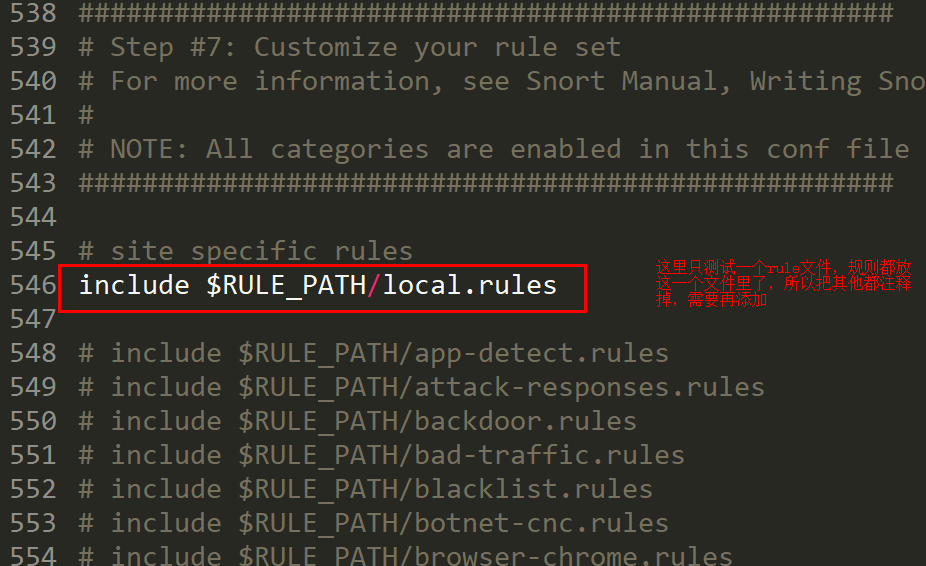 538 ###################################################
539 # Step #7: Customize your rule set
540 # For more information, see Snort Manual, Writing Sno
541 #
542 # NOTE: All categories are enabled in this conf file
543 ###################################################
544
545 # site specific rules
546 include $RULE_PATH/local.rules
这里只测试一个rule文件，规则都放
这一个文件里了，所以把其他都注释
掉，需要再添加
547
548 # include $RULE_PATH/app-detect.rules
549 # include $RULE_PATH/attack-responses.rules
550 # include $RULE_PATH/backdoor.rules
551 # include $RULE_PATH/bad-traffic.rules
552 # include $RULE_PATH/blacklist.rules
553 # include $RULE_PATH/botnet-cnc.rules
554 # include $RULE_PATH/browser-chrome.rules